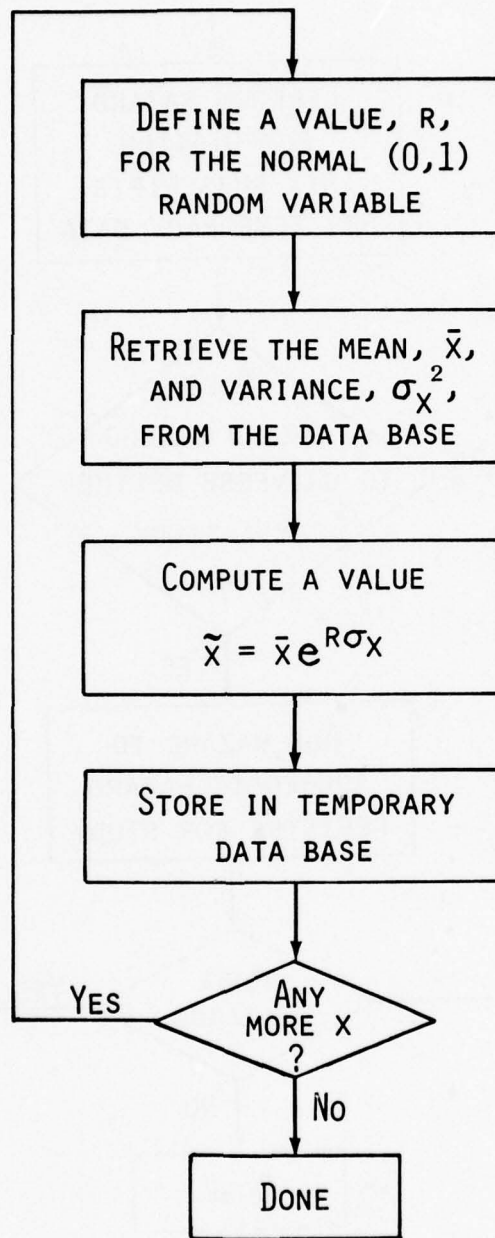 DEFINE A VALUE, R,
FOR THE NORMAL (0,1)
RANDOM VARIABLE
RETRIEVE THE MEAN, x̄,
AND VARIANCE, σₓ²,
FROM THE DATA BASE
COMPUTE A VALUE
x̃ = x̄ e^{Rσₓ}
STORE IN TEMPORARY
DATA BASE
ANY
MORE X
?
YES
NO
DONE